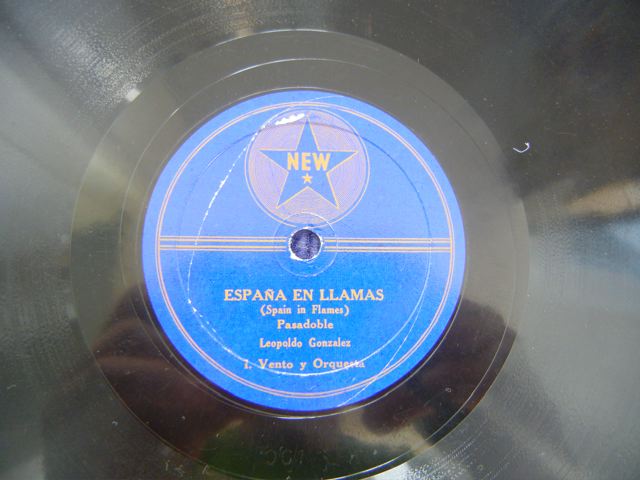 NEW
ESPAÑA EN LLAMAS
(Spain in Flames)
Pasadoble
Leopoldo Gonzalez
I. Vento y Orquesta